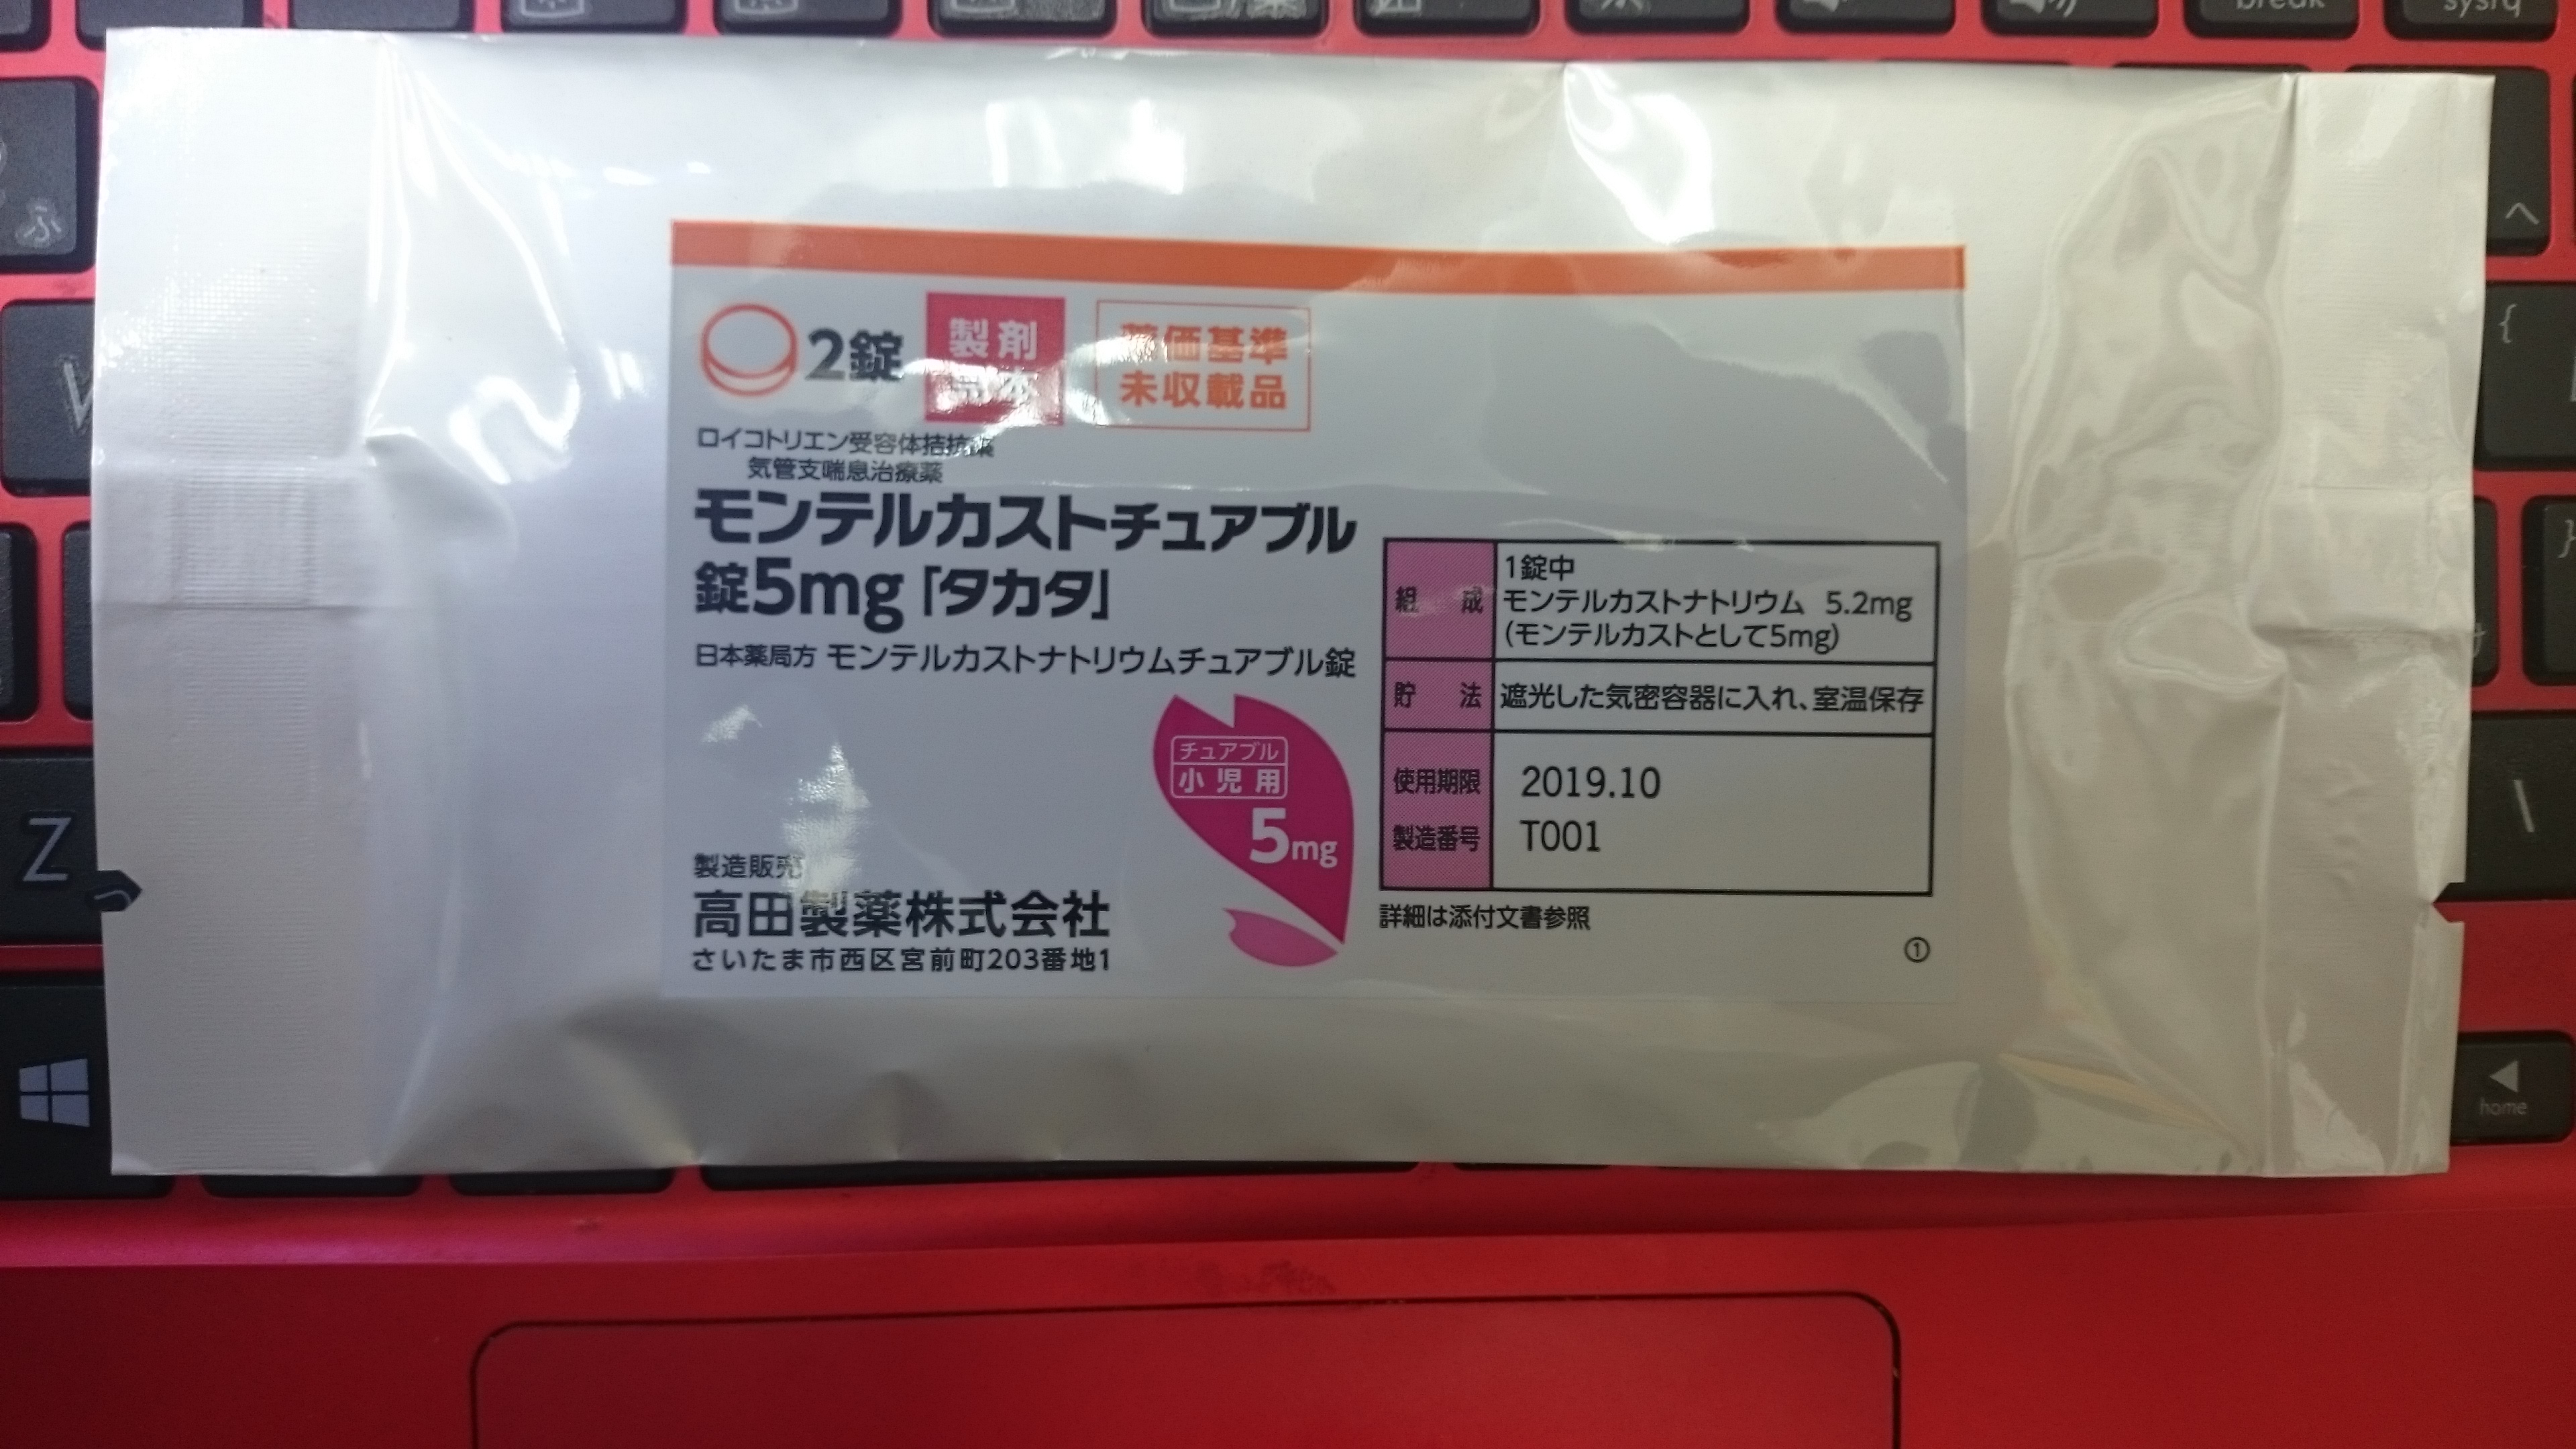 break
sysrq
ふ
へ
{
}
Z
\
home
2錠
製剤
見本
薬価基準
未収載品
ロイコトリエン受容体拮抗薬
気管支喘息治療薬
モンテルカストチュアブル
錠5mg「タカタ」
日本薬局方 モンテルカストナトリウムチュアブル錠
チュアブル
小児用
5mg
製造販売
高田製薬株式会社
さいたま市西区宮前町203番地1
組成
1錠中
モンテルカストナトリウム 5.2mg
(モンテルカストとして5mg)
貯法
遮光した気密容器に入れ、室温保存
使用期限
2019.10
製造番号
T001
詳細は添付文書参照
①